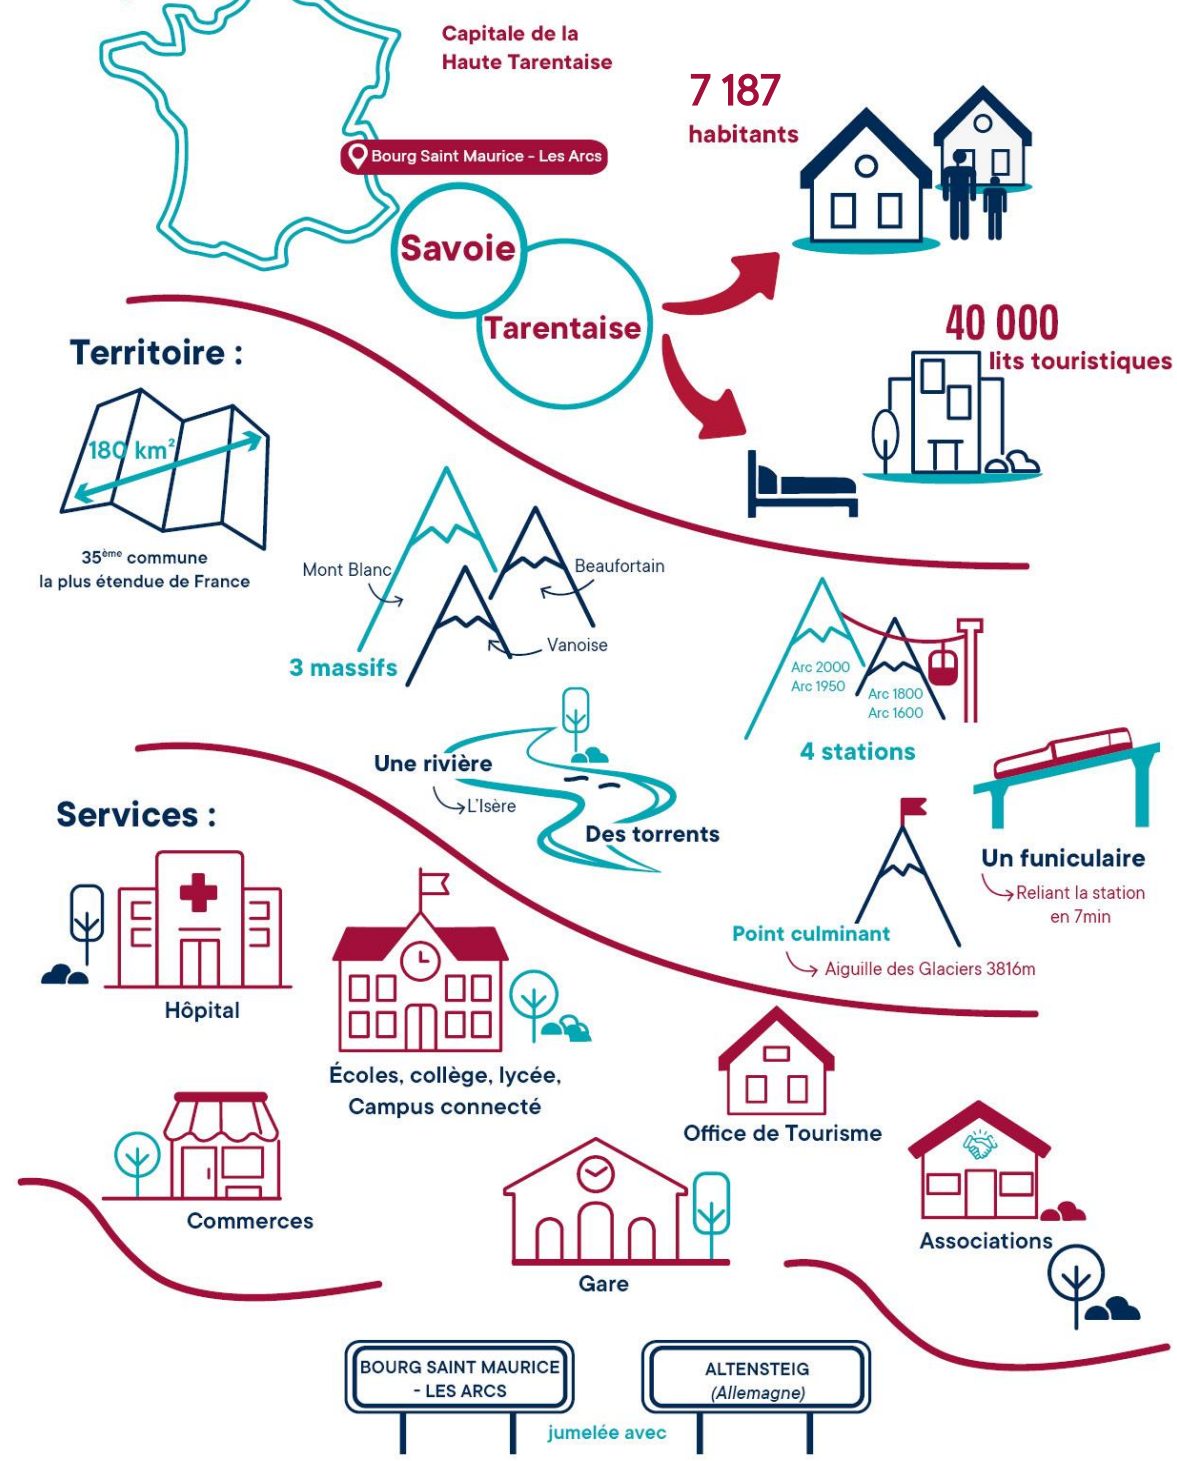 Capitale de la
Haute Tarentaise
7 187
habitants
Bourg Saint Maurice - Les Arcs
Savoie
Tarentaise
40 000
lits touristiques
Territoire :
180 km²
35ème commune
la plus étendue de France
Mont Blanc
Beaufortain
Vanoise
3 massifs
Arc 2000
Arc 1950
Arc 1800
Arc 1600
4 stations
Une rivière
L'Isère
Des torrents
Un funiculaire
Reliant la station
en 7min
Point culminant
Aiguille des Glaciers 3816m
Services :
Hôpital
Écoles, collège, lycée,
Campus connecté
Office de Tourisme
Commerces
Gare
Associations
BOURG SAINT MAURICE
- LES ARCS
jumelée avec
ALTENSTEIG
(Allemagne)